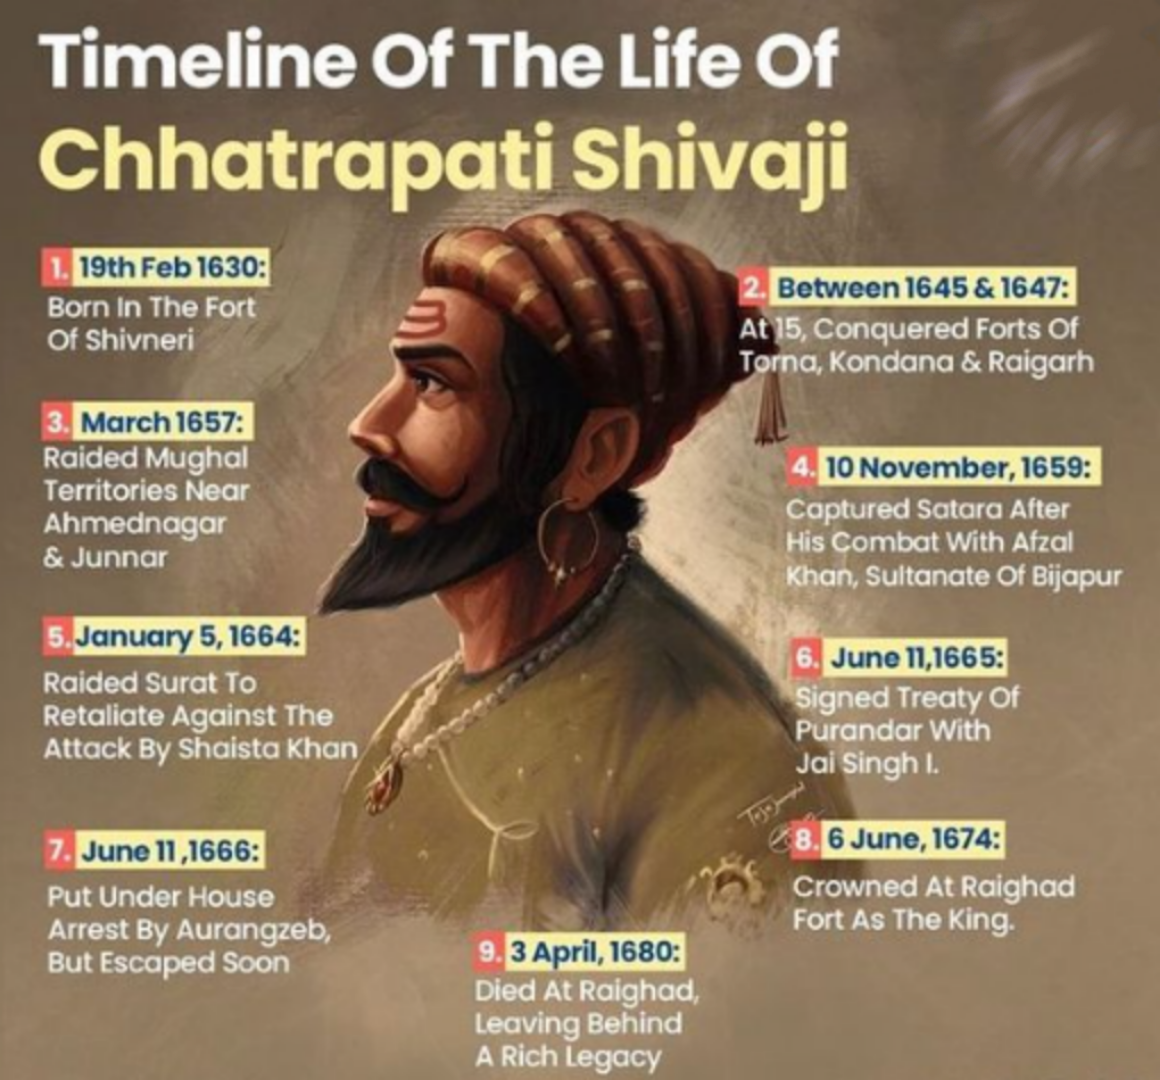 Timeline Of The Life Of
Chhatrapati Shivaji
1. 19th Feb 1630:
Born In The Fort
Of Shivneri
2. Between 1645 & 1647:
At 15, Conquered Forts Of
Torna, Kondana & Raigarh
3. March 1657:
Raided Mughal
Territories Near
Ahmednagar
& Junnar
4. 10 November, 1659:
Captured Satara After
His Combat With Afzal
Khan, Sultanate Of Bijapur
5. January 5, 1664:
Raided Surat To
Retaliate Against The
Attack By Shaista Khan
6. June 11,1665:
Signed Treaty Of
Purandar With
Jai Singh I.
7. June 11 ,1666:
Put Under House
Arrest By Aurangzeb,
But Escaped Soon
8. 6 June, 1674:
Crowned At Raighad
Fort As The King.
9. 3 April, 1680:
Died At Raighad,
Leaving Behind
A Rich Legacy